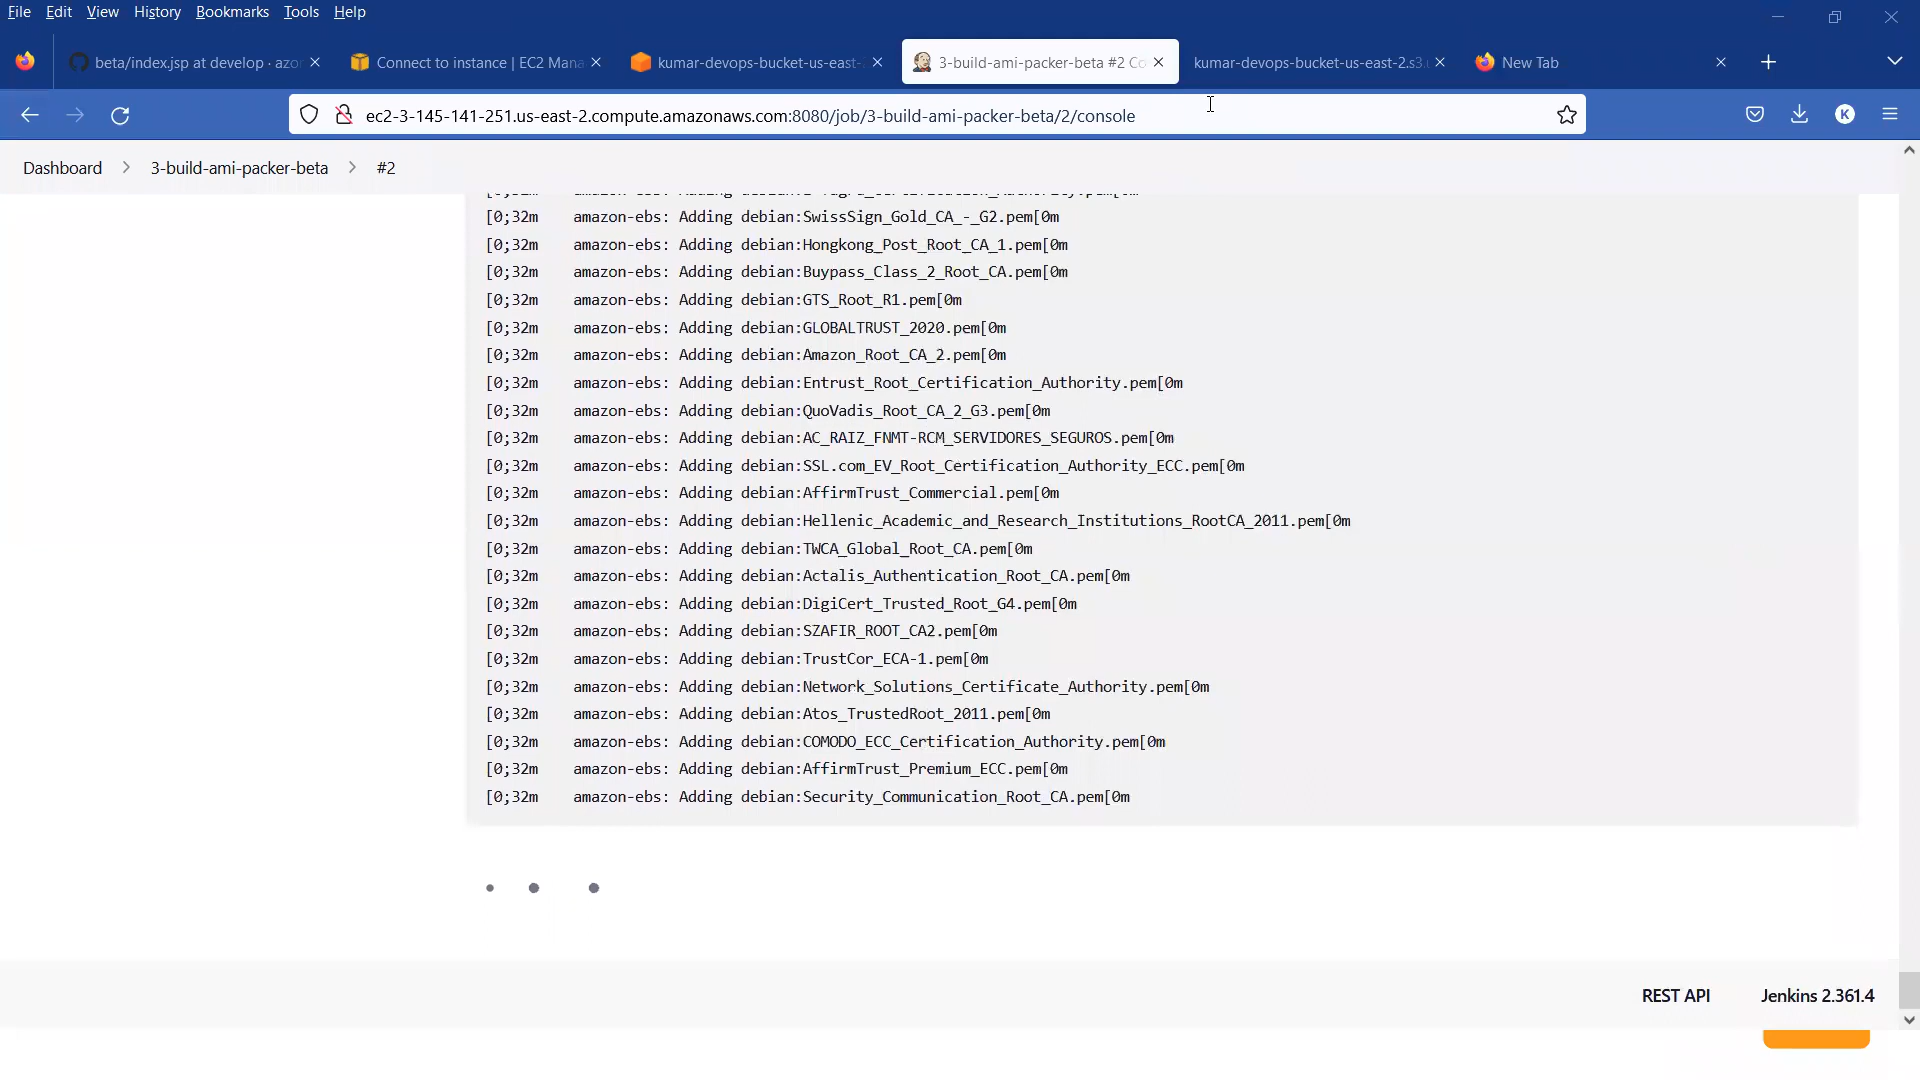 File Edit View History Bookmarks Tools Help
beta/index.jsp at develop · azo
Connect to instance | EC2 Mana
kumar-devops-bucket-us-east-
3-build-ami-packer-beta #2 Co
kumar-devops-bucket-us-east-2.s3.
New Tab
ec2-3-145-141-251.us-east-2.compute.amazonaws.com:8080/job/3-build-ami-packer-beta/2/console
K
Dashboard > 3-build-ami-packer-beta > #2
[0;32m    amazon-ebs: Adding debian:SwissSign_Gold_CA_-_G2.pem[0m
[0;32m    amazon-ebs: Adding debian:Hongkong_Post_Root_CA_1.pem[0m
[0;32m    amazon-ebs: Adding debian:Buypass_Class_2_Root_CA.pem[0m
[0;32m    amazon-ebs: Adding debian:GTS_Root_R1.pem[0m
[0;32m    amazon-ebs: Adding debian:GLOBALTRUST_2020.pem[0m
[0;32m    amazon-ebs: Adding debian:Amazon_Root_CA_2.pem[0m
[0;32m    amazon-ebs: Adding debian:Entrust_Root_Certification_Authority.pem[0m
[0;32m    amazon-ebs: Adding debian:QuoVadis_Root_CA_2_G3.pem[0m
[0;32m    amazon-ebs: Adding debian:AC_RAIZ_FNMT-RCM_SERVIDORES_SEGUROS.pem[0m
[0;32m    amazon-ebs: Adding debian:SSL.com_EV_Root_Certification_Authority_ECC.pem[0m
[0;32m    amazon-ebs: Adding debian:AffirmTrust_Commercial.pem[0m
[0;32m    amazon-ebs: Adding debian:Hellenic_Academic_and_Research_Institutions_RootCA_2011.pem[0m
[0;32m    amazon-ebs: Adding debian:TWCA_Global_Root_CA.pem[0m
[0;32m    amazon-ebs: Adding debian:Actalis_Authentication_Root_CA.pem[0m
[0;32m    amazon-ebs: Adding debian:DigiCert_Trusted_Root_G4.pem[0m
[0;32m    amazon-ebs: Adding debian:SZAFIR_ROOT_CA2.pem[0m
[0;32m    amazon-ebs: Adding debian:TrustCor_ECA-1.pem[0m
[0;32m    amazon-ebs: Adding debian:Network_Solutions_Certificate_Authority.pem[0m
[0;32m    amazon-ebs: Adding debian:Atos_TrustedRoot_2011.pem[0m
[0;32m    amazon-ebs: Adding debian:COMODO_ECC_Certification_Authority.pem[0m
[0;32m    amazon-ebs: Adding debian:AffirmTrust_Premium_ECC.pem[0m
[0;32m    amazon-ebs: Adding debian:Security_Communication_Root_CA.pem[0m
REST API
Jenkins 2.361.4